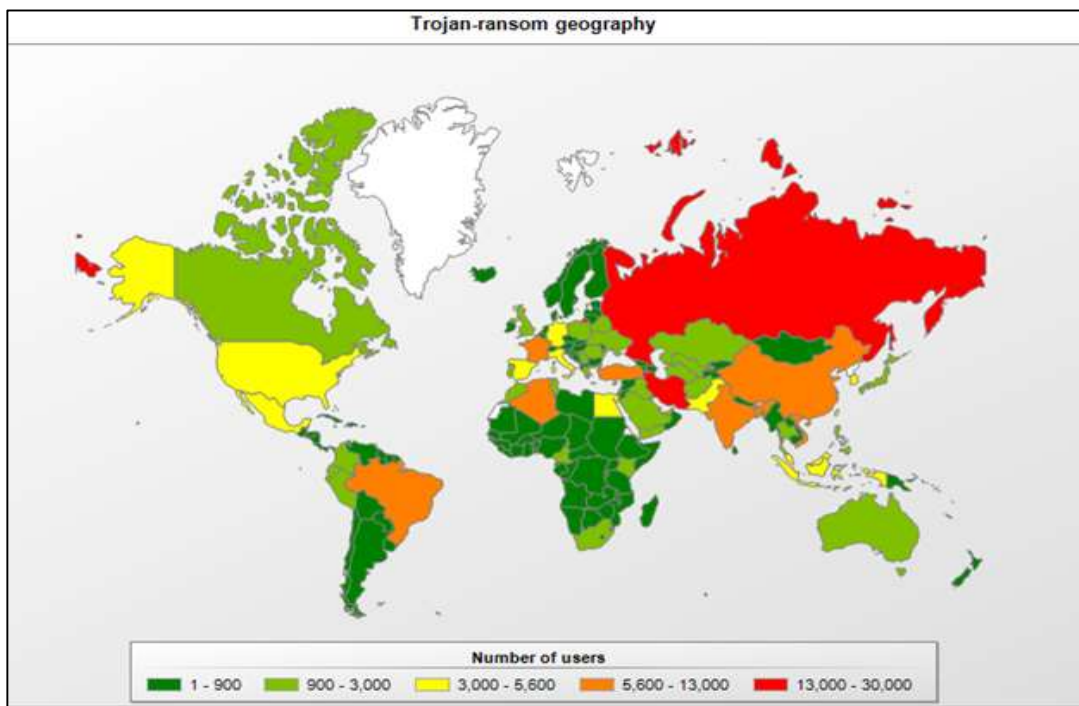 Trojan-ransom geography
Number of users
1 - 900 900 - 3,000 3,000 - 5,600 5,600 - 13,000 13,000 - 30,000